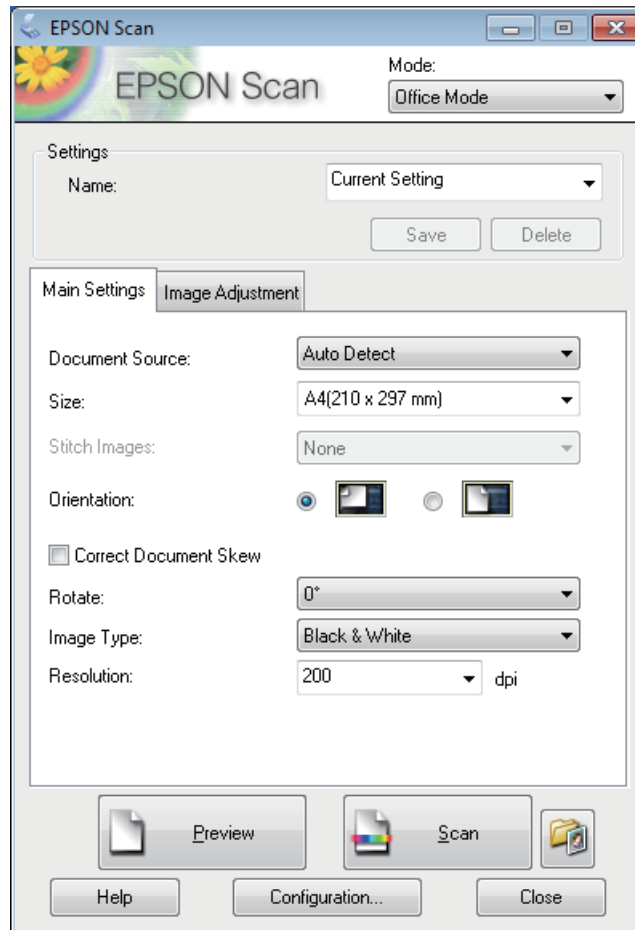 EPSON Scan
EPSON Scan
Mode:
Office Mode
Settings
Name:
Current Setting
Save
Delete
Main Settings
Image Adjustment
Document Source:
Auto Detect
Size:
A4(210 x 297 mm)
Stitch Images:
None
Orientation:
Correct Document Skew
Rotate:
0°
Image Type:
Black & White
Resolution:
200
dpi
Preview
Scan
Help
Configuration...
Close